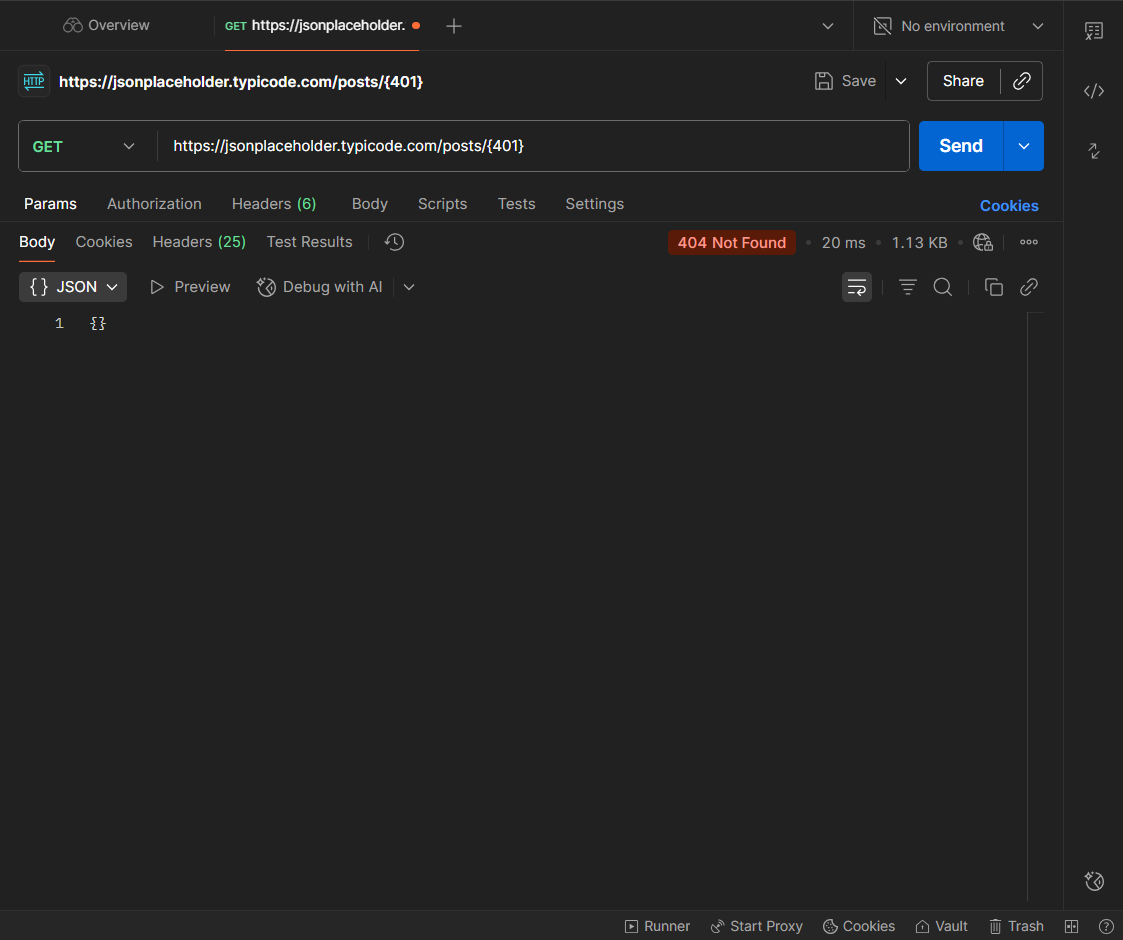 Overview GET https://jsonplaceholder. No environment
HTTP https://jsonplaceholder.typicode.com/posts/{401} Save Share
GET https://jsonplaceholder.typicode.com/posts/{401} Send
Params Authorization Headers (6) Body Scripts Tests Settings Cookies
Body Cookies Headers (25) Test Results 404 Not Found 20 ms 1.13 KB
{} JSON Preview Debug with AI
1 {}
Runner Start Proxy Cookies Vault Trash